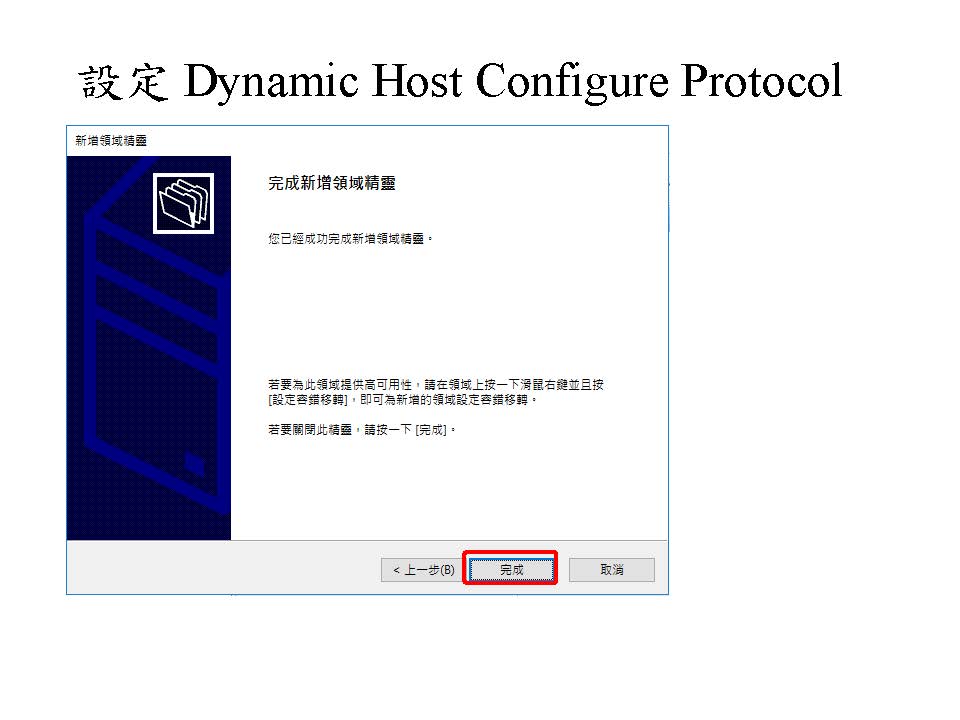 設定 Dynamic Host Configure Protocol
新增領域精靈
完成新增領域精靈
您已經成功完成新增領域精靈。
若要為此領域提供高可用性，請在領域上按一下滑鼠右鍵並且按
[設定容錯移轉]，即可為新增的領域設定容錯移轉。
若要關閉此精靈，請按一下 [完成]。
< 上一步(B)
完成
取消